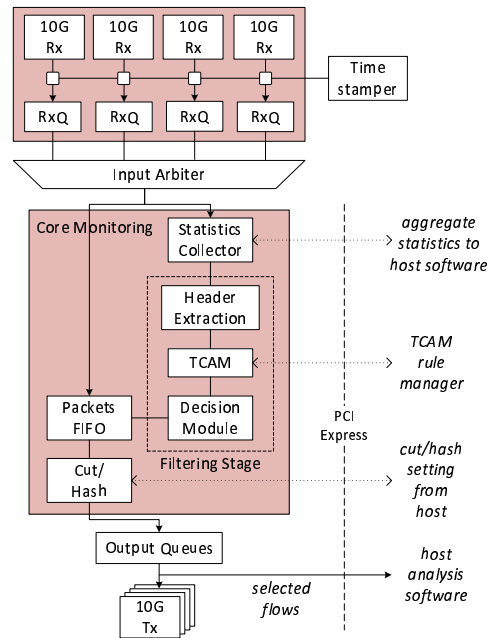 10G
Rx
10G
Rx
10G
Rx
10G
Rx
Time
stamper
RxQ
RxQ
RxQ
RxQ
Input Arbiter
Core Monitoring
Statistics
Collector
aggregate
statistics to
host software
Header
Extraction
TCAM
TCAM
rule
manager
Packets
FIFO
Decision
Module
PCI
Express
Filtering Stage
Cut/
Hash
cut/hash
setting
from
host
Output Queues
selected
flows
host
analysis
software
10G
Tx